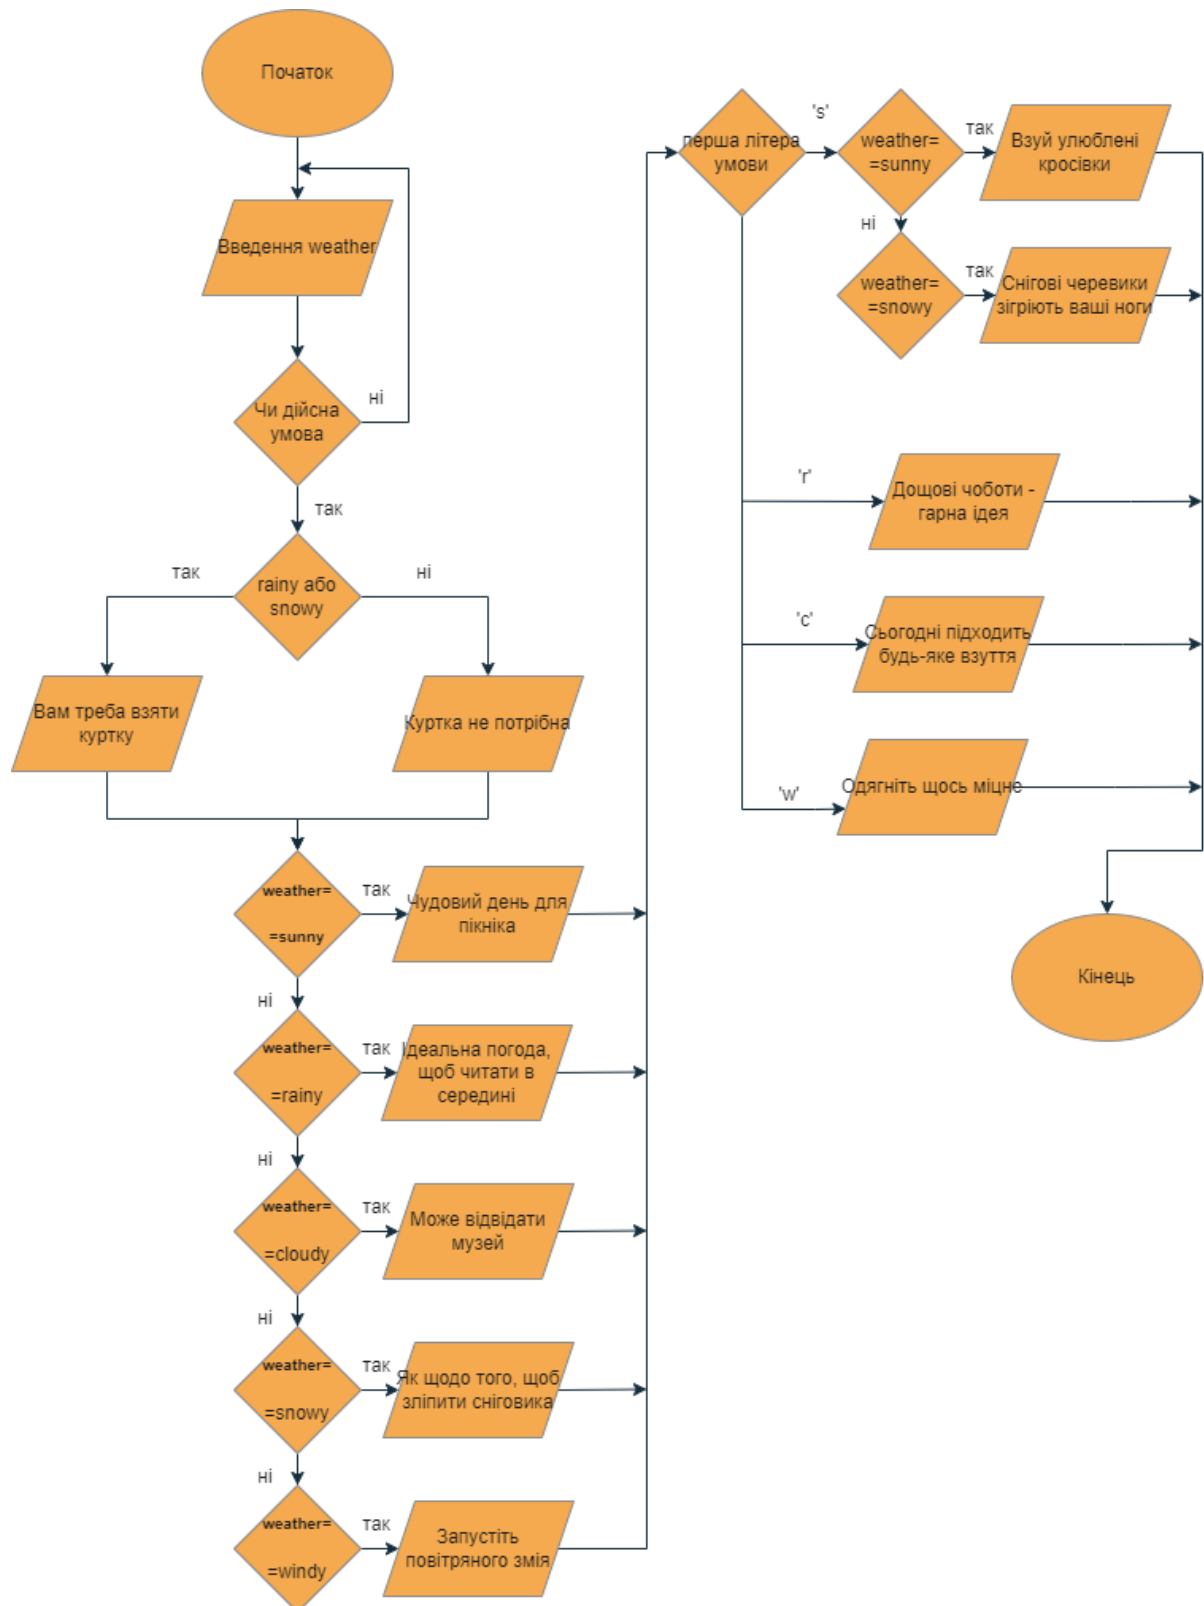 Початок
Введення weather
Чи дійсна
умова
ні
так
rainy або
snowy
так
ні
Вам треба взяти
куртку
Куртка не потрібна
weather=
=sunny
так
Чудовий день для
пікніка
ні
weather=
=rainy
так
Ідеальна погода,
щоб читати в
середині
ні
weather=
=cloudy
так
Може відвідати
музей
ні
weather=
=snowy
так
Як щодо того, щоб
зліпити сніговика
ні
weather=
=windy
так
Запустіть
повітряного змія
перша літера
умови
's'
weather=
=sunny
так
Взуй улюблені
кросівки
ні
weather=
=snowy
так
Снігові черевики
зігріють ваші ноги
'r'
Дощові чоботи -
гарна ідея
'c'
Сьогодні підходить
будь-яке взуття
'w'
Одягніть щось міцне
Кінець